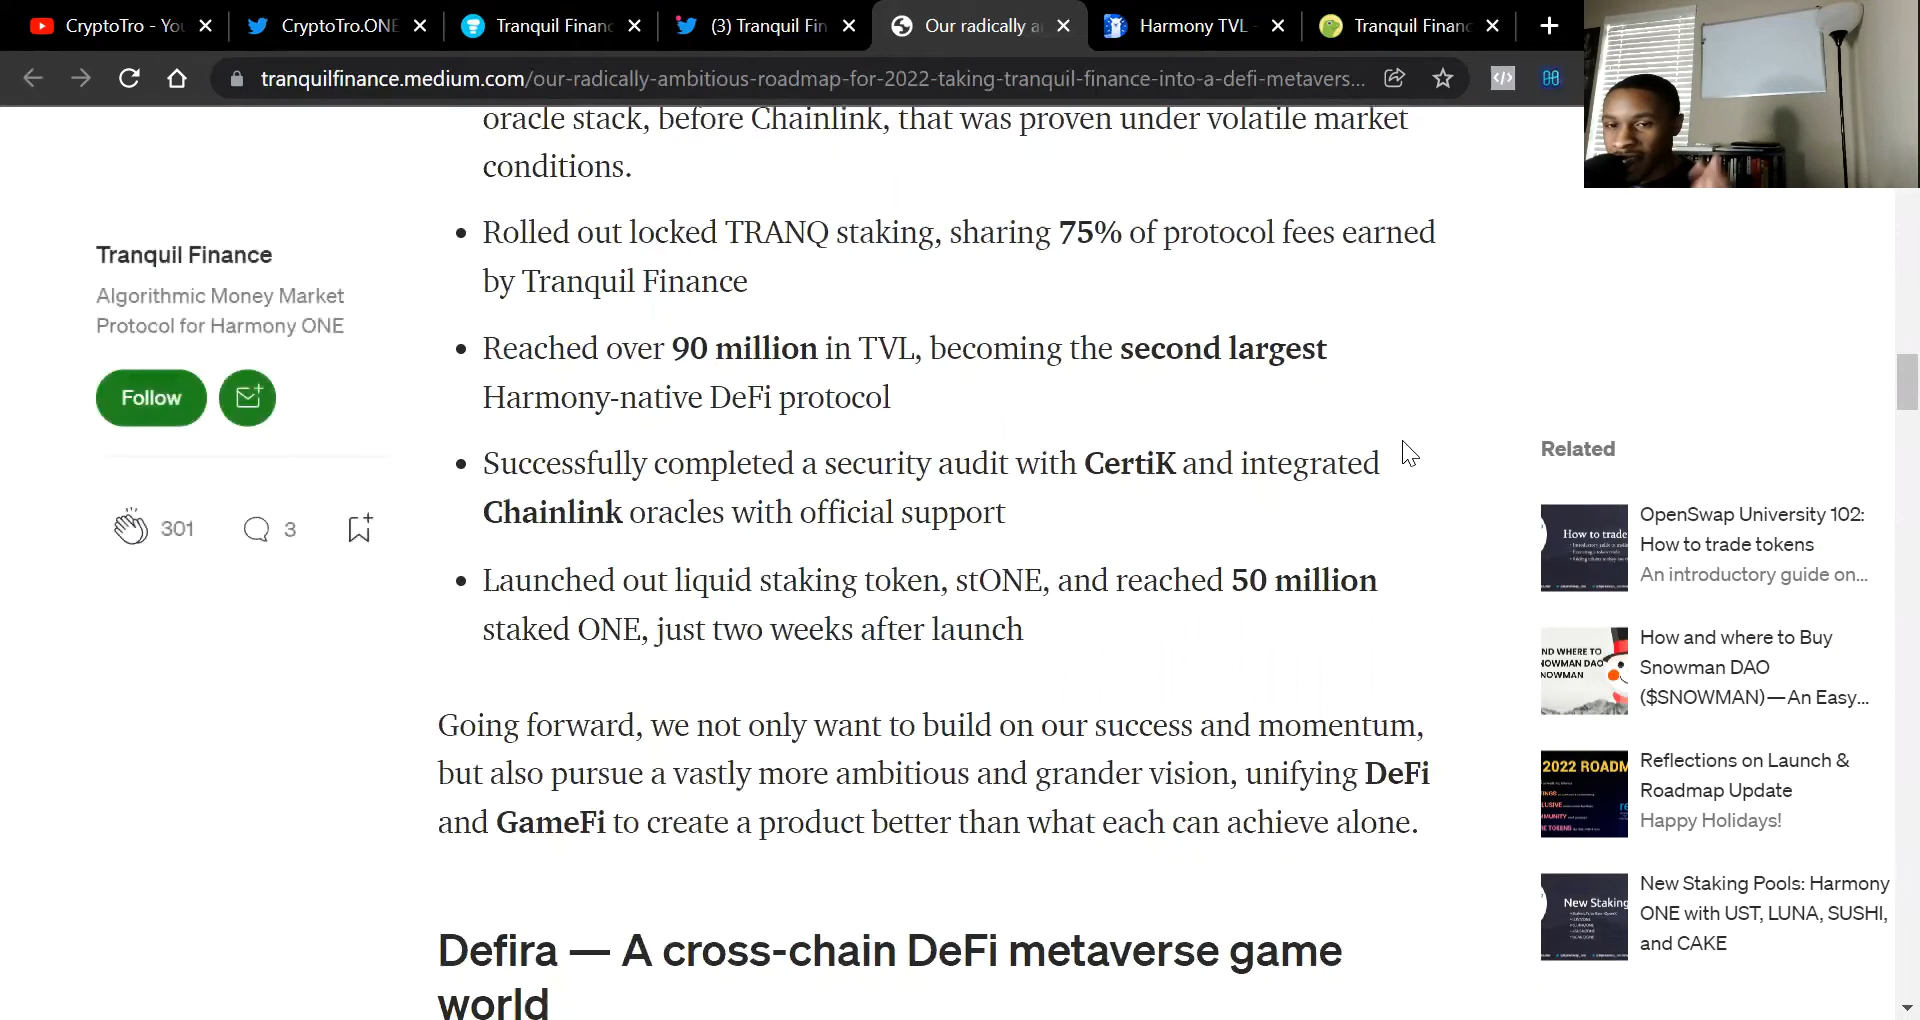 CryptoTro - You
CryptoTro.ONE
Tranquil Financ
(3) Tranquil Fin
Our radically a
Harmony TVL -
Tranquil Financ
tranquilfinance.medium.com/our-radically-ambitious-roadmap-for-2022-taking-tranquil-finance-into-a-defi-metavers...
oracle stack, before Chainlink, that was proven under volatile market
conditions.
• Rolled out locked TRANQ staking, sharing 75% of protocol fees earned
by Tranquil Finance
• Reached over 90 million in TVL, becoming the second largest
Harmony-native DeFi protocol
• Successfully completed a security audit with CertiK and integrated
Chainlink oracles with official support
• Launched out liquid staking token, stONE, and reached 50 million
staked ONE, just two weeks after launch
Going forward, we not only want to build on our success and momentum,
but also pursue a vastly more ambitious and grander vision, unifying DeFi
and GameFi to create a product better than what each can achieve alone.
Defira — A cross-chain DeFi metaverse game
world
Tranquil Finance
Algorithmic Money Market
Protocol for Harmony ONE
Follow
301
3
Related
How to trade
OpenSwap University 102:
How to trade tokens
An introductory guide on...
ND WHERE TO
NOWMAN DAO
NOWMAN
How and where to Buy
Snowman DAO
($SNOWMAN)—An Easy...
2022 ROADM
Reflections on Launch &
Roadmap Update
Happy Holidays!
New Staking
New Staking Pools: Harmony
ONE with UST, LUNA, SUSHI,
and CAKE